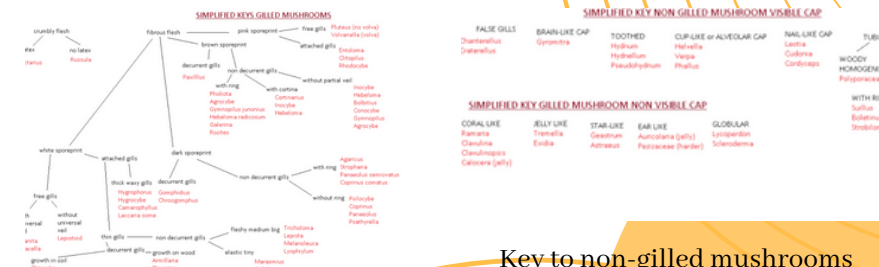 SIMPLIFIED KEYS GILLED MUSHROOMS
crumbly flesh
no latex
Russula
fibrous flesh
pink sporeprint
free gills
Pluteus (no volva)
Volvariella (volva)
attached gills
Entoloma
Clitopilus
Rhodocybe
brown sporeprint
decurrent gills
Paxillus
non decurrent gills
with ring
Pholiota
Agrocybe
Gymnopilus junonius
Hebeloma radicosum
Galerina
Rozites
with cortina
Cortinarius
Inocybe
Hebeloma
without partial veil
Inocybe
Hebeloma
Bolbitius
Conocybe
Gymnopilus
Agrocybe
white sporeprint
free gills
without
universal
veil
Lepiotoid
attached gills
thick waxy gills
Hygrophorus
Hygrocybe
Camarophyllus
Laccaria some
decurrent gills
Gomphidius
Chroogomphus
dark sporeprint
non decurrent gills
with ring
Agaricus
Stropharia
Panaeolus semiovatus
Coprinus comatus
without ring
Psilocybe
Coprinus
Panaeolus
Psathyrella
thin gills
non decurrent gills
fleshy medium big
Tricholoma
Lepista
Melanoleuca
Lyophyllum
elastic tiny
Marasmius
decurrent gills
growth on wood
Armillaria
growth in soil
SIMPLIFIED KEY NON GILLED MUSHROOM VISIBLE CAP
FALSE GILLS
Chantarellus
Craterellus
BRAIN-LIKE CAP
Gyromitra
TOOTHED
Hydnum
Hydnellum
Pseudohydnum
CUP-LIKE or ALVEOLAR CAP
Helvella
Verpa
Phallus
NAIL-LIKE CAP
Leotia
Cudonia
Cordyceps
WOODY
SIMPLIFIED KEY GILLED MUSHROOM NON VISIBLE CAP
CORAL LIKE
Ramaria
Clavulina
Clavulinopsis
Calocera (jelly)
JELLY LIKE
Tremella
Exidia
STAR-LIKE
Geastrum
Astraeus
EAR LIKE
Auricolaria (jelly)
Pezizaceae (harder)
GLOBULAR
Lycoperdon
Scleroderma
Suillus
Key to non-gilled mushrooms